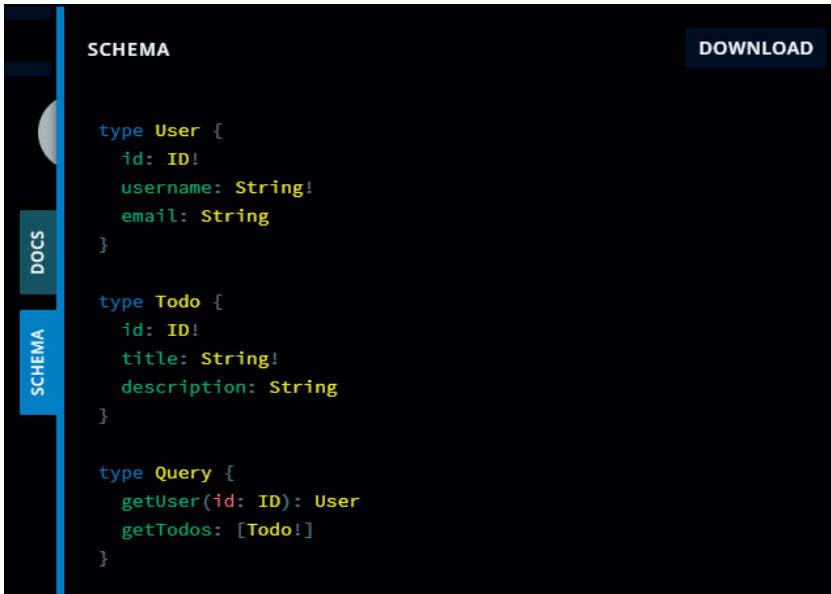 SCHEMA
DOWNLOAD
type User {
  id: ID!
  username: String!
  email: String
}
type Todo {
  id: ID!
  title: String!
  description: String
}
type Query {
  getUser(id: ID): User
  getTodos: [Todo!]
}
DOCS
SCHEMA